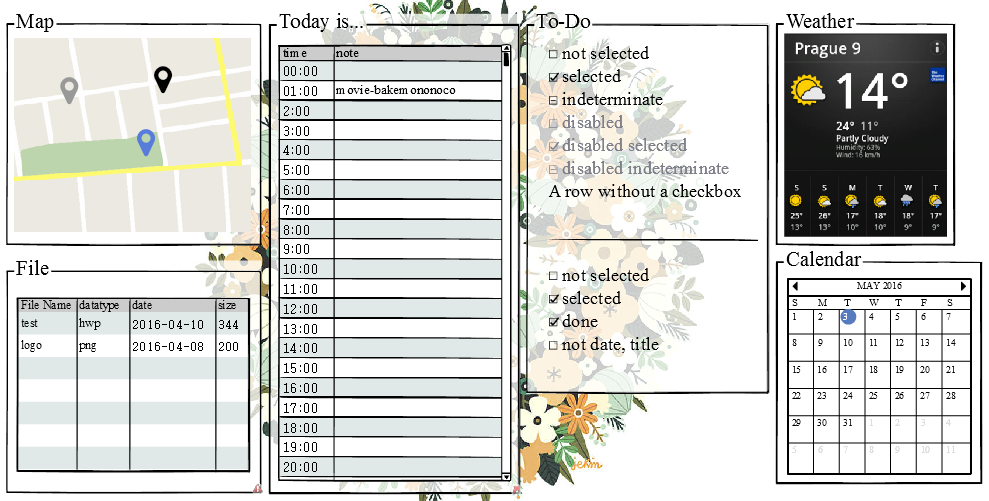 Map
File
File Name datatype date size
test hwp 2016-04-10 344
logo png 2016-04-08 200
Today is...
time note
00:00
01:00 movie-bakemononoco
2:00
3:00
4:00
5:00
6:00
7:00
8:00
9:00
10:00
11:00
12:00
13:00
14:00
15:00
16:00
17:00
18:00
19:00
20:00
To-Do
not selected
selected
indeterminate
disabled
disabled selected
disabled indeterminate
A row without a checkbox
not selected
selected
done
not date, title
jenin
Weather
Prague 9
14°
24° 11°
Partly Cloudy
Humidity: 63%
Wind: 16 km/h
S S M T W T
25° 26° 17° 18° 18° 17°
13° 13° 10° 10° 9° 9°
Calendar
MAY 2016
S M T W T F S
1 2 3 4 5 6 7
8 9 10 11 12 13 14
15 16 17 18 19 20 21
22 23 24 25 26 27 28
29 30 31 1 2 3 4
5 6 7 8 9 10 11